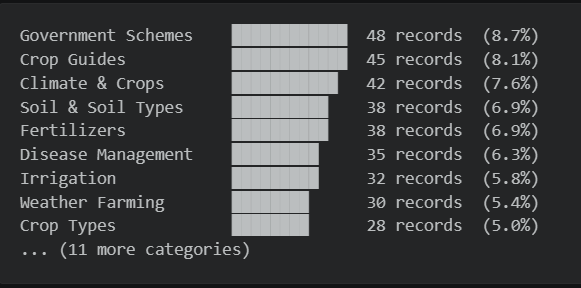 Government Schemes 48 records (8.7%)
Crop Guides 45 records (8.1%)
Climate & Crops 42 records (7.6%)
Soil & Soil Types 38 records (6.9%)
Fertilizers 38 records (6.9%)
Disease Management 35 records (6.3%)
Irrigation 32 records (5.8%)
Weather Farming 30 records (5.4%)
Crop Types 28 records (5.0%)
... (11 more categories)